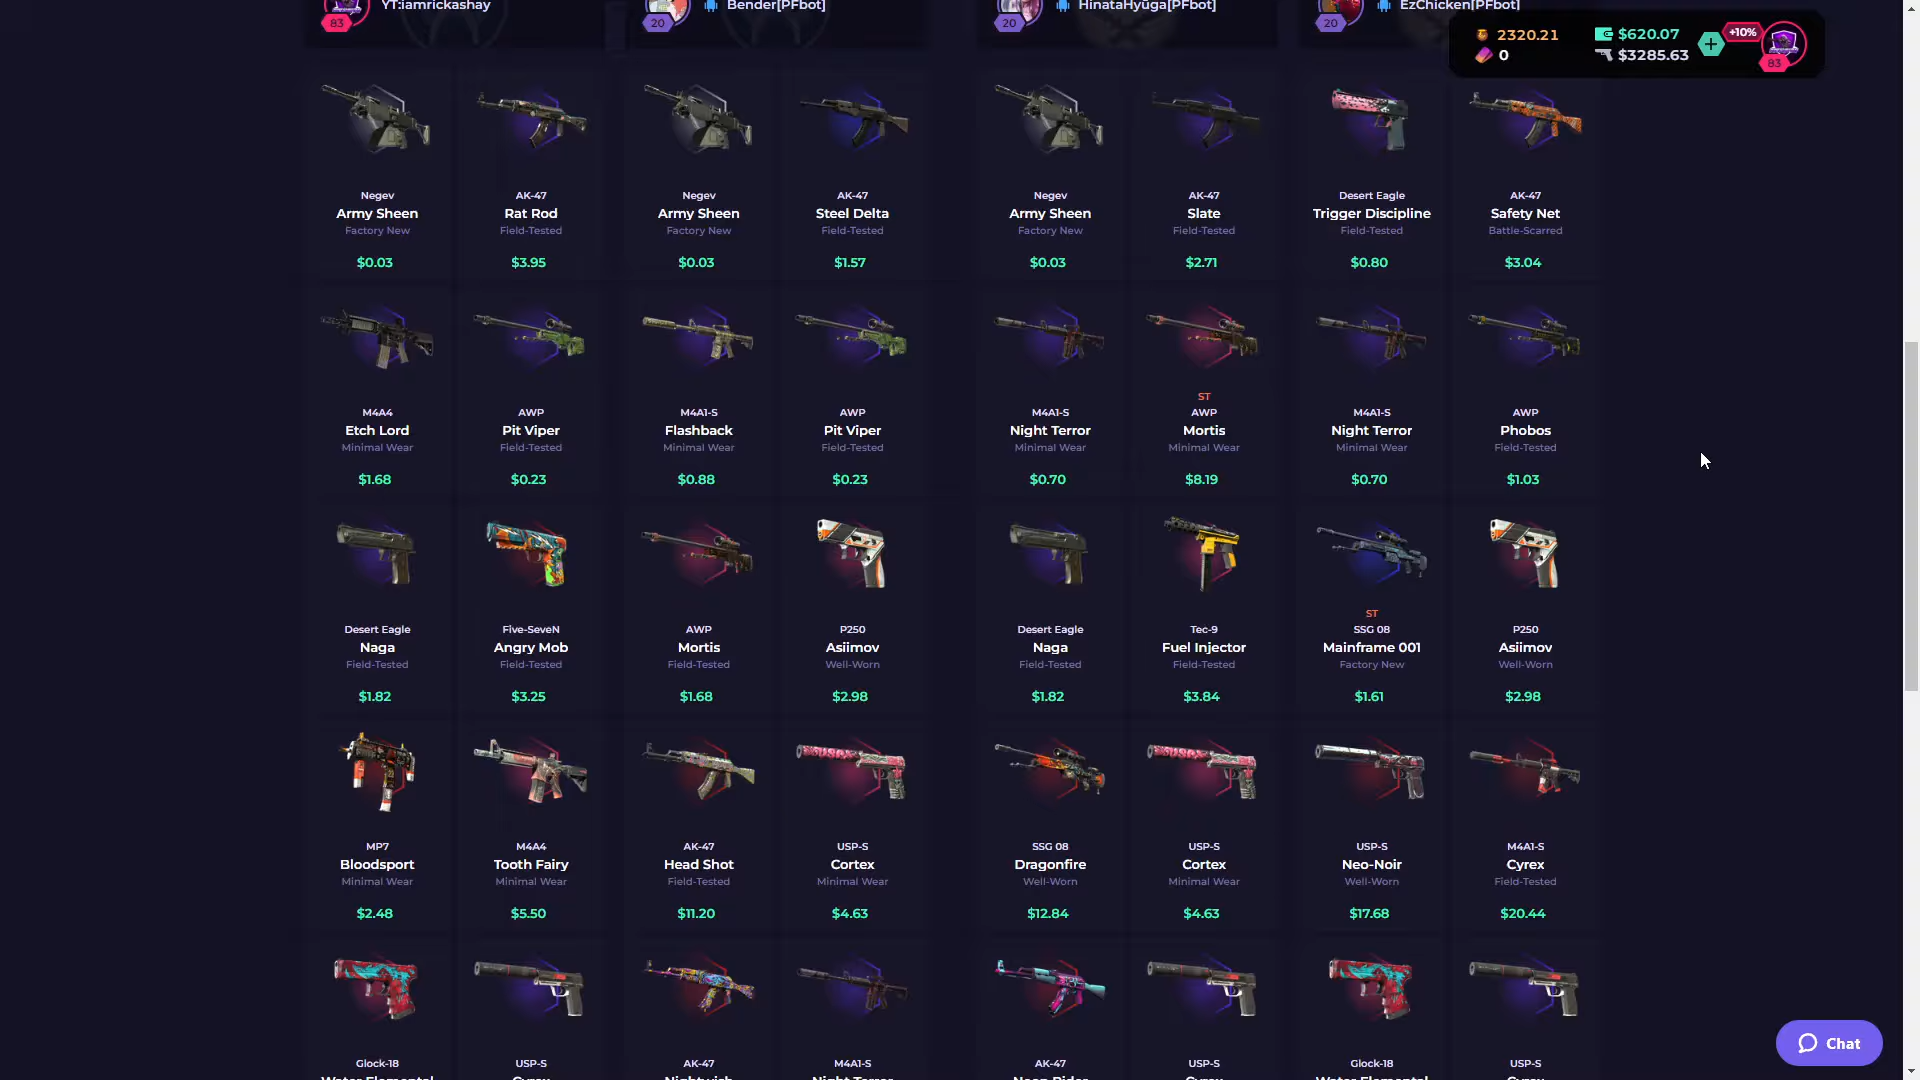 YT:iamrickashay
Bender[PFbot]
HinataHyūga[PFbot]
EzChicken[PFbot]
83
20
20
20
2320.21
$620.07
+10%
0
$3285.63
83
Negev
Army Sheen
Factory New
$0.03
AK-47
Rat Rod
Field-Tested
$3.95
Negev
Army Sheen
Factory New
$0.03
AK-47
Steel Delta
Field-Tested
$1.57
Negev
Army Sheen
Factory New
$0.03
AK-47
Slate
Field-Tested
$2.71
Desert Eagle
Trigger Discipline
Field-Tested
$0.80
AK-47
Safety Net
Battle-Scarred
$3.04
M4A4
Etch Lord
Minimal Wear
$1.68
AWP
Pit Viper
Field-Tested
$0.23
M4A1-S
Flashback
Minimal Wear
$0.88
AWP
Pit Viper
Field-Tested
$0.23
M4A1-S
Night Terror
Minimal Wear
$0.70
ST
AWP
Mortis
Minimal Wear
$8.19
M4A1-S
Night Terror
Minimal Wear
$0.70
AWP
Phobos
Field-Tested
$1.03
Desert Eagle
Naga
Field-Tested
$1.82
Five-SeveN
Angry Mob
Field-Tested
$3.25
AWP
Mortis
Field-Tested
$1.68
P250
Asiimov
Well-Worn
$2.98
Desert Eagle
Naga
Field-Tested
$1.82
Tec-9
Fuel Injector
Field-Tested
$3.84
ST
SSG 08
Mainframe 001
Factory New
$1.61
P250
Asiimov
Well-Worn
$2.98
MP7
Bloodsport
Minimal Wear
$2.48
M4A4
Tooth Fairy
Minimal Wear
$5.50
AK-47
Head Shot
Field-Tested
$11.20
USP-S
Cortex
Minimal Wear
$4.63
SSG 08
Dragonfire
Well-Worn
$12.84
USP-S
Cortex
Minimal Wear
$4.63
USP-S
Neo-Noir
Well-Worn
$17.68
M4A1-S
Cyrex
Field-Tested
$20.44
Glock-18
Water Elemental
USP-S
Cyrex
AK-47
Nightwish
M4A1-S
Night Terror
AK-47
Neon Rider
USP-S
Cyrex
Glock-18
Water Elemental
USP-S
Cyrex
Chat